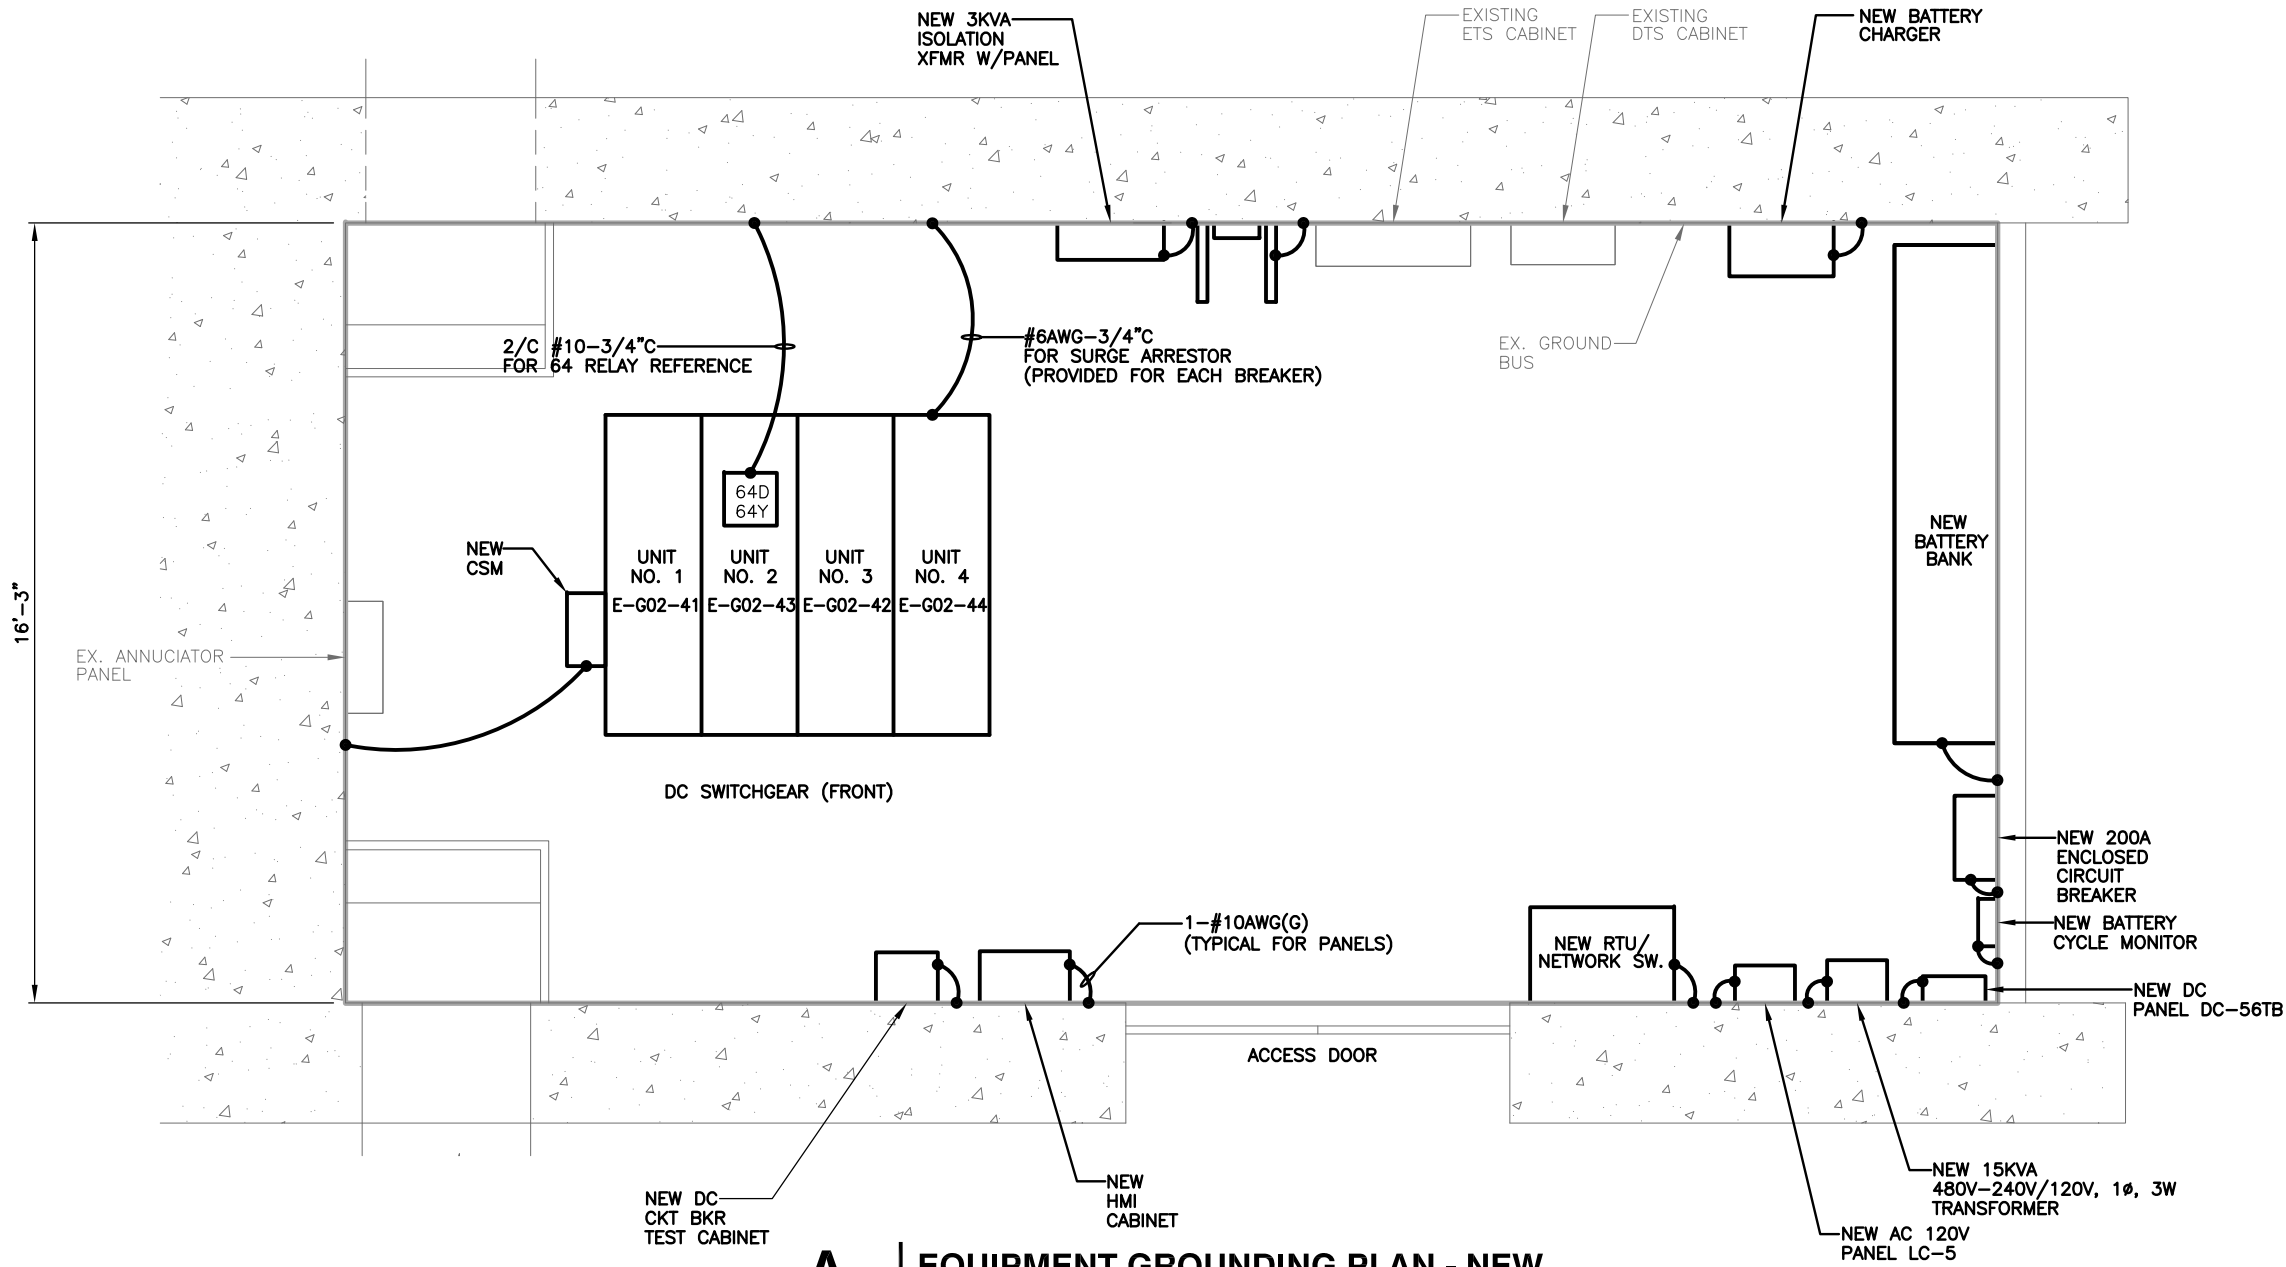 NEW 3KVA
ISOLATION
XFMR W/PANEL
EXISTING
ETS CABINET
EXISTING
DTS CABINET
NEW BATTERY
CHARGER
16'-3"
2/C #10-3/4"C
FOR 64 RELAY REFERENCE
#6AWG-3/4"C
FOR SURGE ARRESTOR
(PROVIDED FOR EACH BREAKER)
EX. GROUND
BUS
64D
64Y
NEW
CSM
UNIT
NO. 1
E-G02-41
UNIT
NO. 2
E-G02-43
UNIT
NO. 3
E-G02-42
UNIT
NO. 4
E-G02-44
NEW
BATTERY
BANK
EX. ANNUCIATOR
PANEL
DC SWITCHGEAR (FRONT)
NEW 200A
ENCLOSED
CIRCUIT
BREAKER
1-#10AWG(G)
(TYPICAL FOR PANELS)
NEW RTU/
NETWORK SW.
NEW BATTERY
CYCLE MONITOR
NEW DC
PANEL DC-56TB
ACCESS DOOR
NEW DC
CKT BKR
TEST CABINET
NEW
HMI
CABINET
NEW 15KVA
480V-240V/120V, 1ø, 3W
TRANSFORMER
NEW AC 120V
PANEL LC-5
A
EQUIPMENT GROUNDING PLAN - NEW